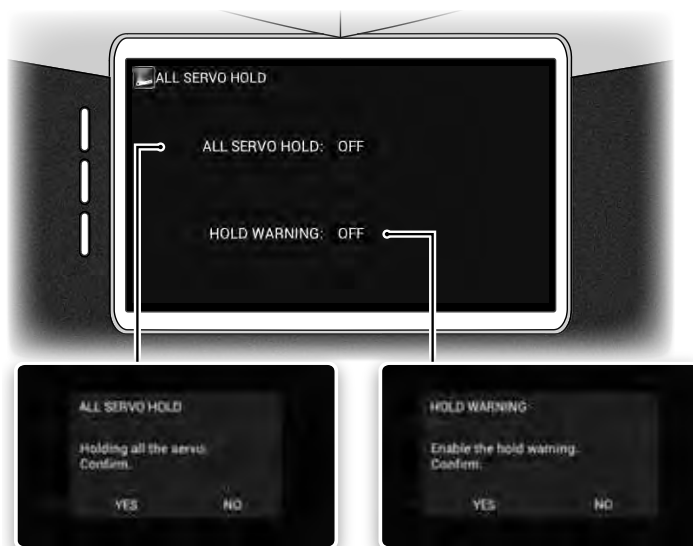 ALL SERVO HOLD
ALL SERVO HOLD: OFF
HOLD WARNING: OFF
ALL SERVO HOLD
Holding all the servo.
Confirm.
YES NO
HOLD WARNING
Enable the hold warning.
Confirm.
YES NO